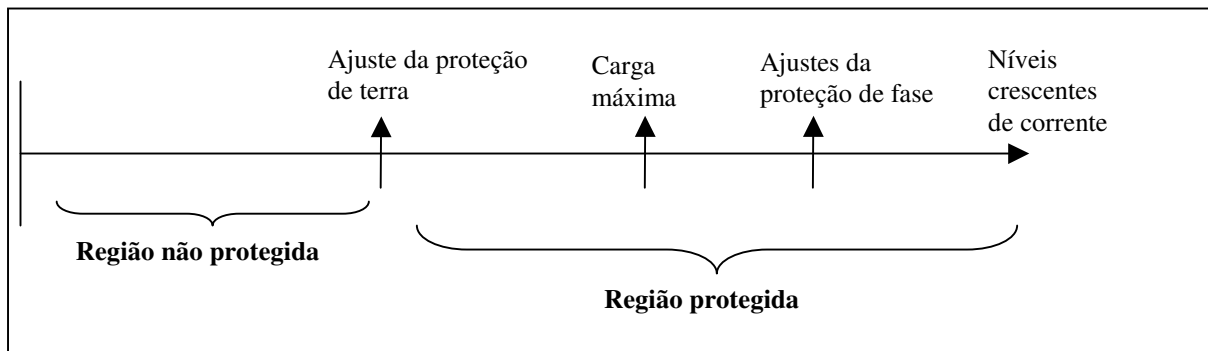 Ajuste da proteção
de terra
Carga
máxima
Ajustes da
proteção de fase
Níveis
crescentes
de corrente
Região não protegida
Região protegida